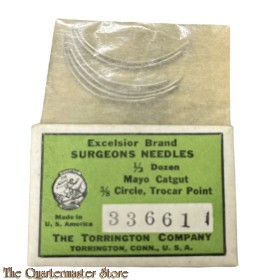 Excelsior Brand
SURGEONS NEEDLES
½ Dozen
Mayo Catgut
⅜ Circle, Trocar Point
Made in
U. S. America
336614
THE TORRINGTON COMPANY
TORRINGTON, CONN., U. S. A.
The Quartermaster Store